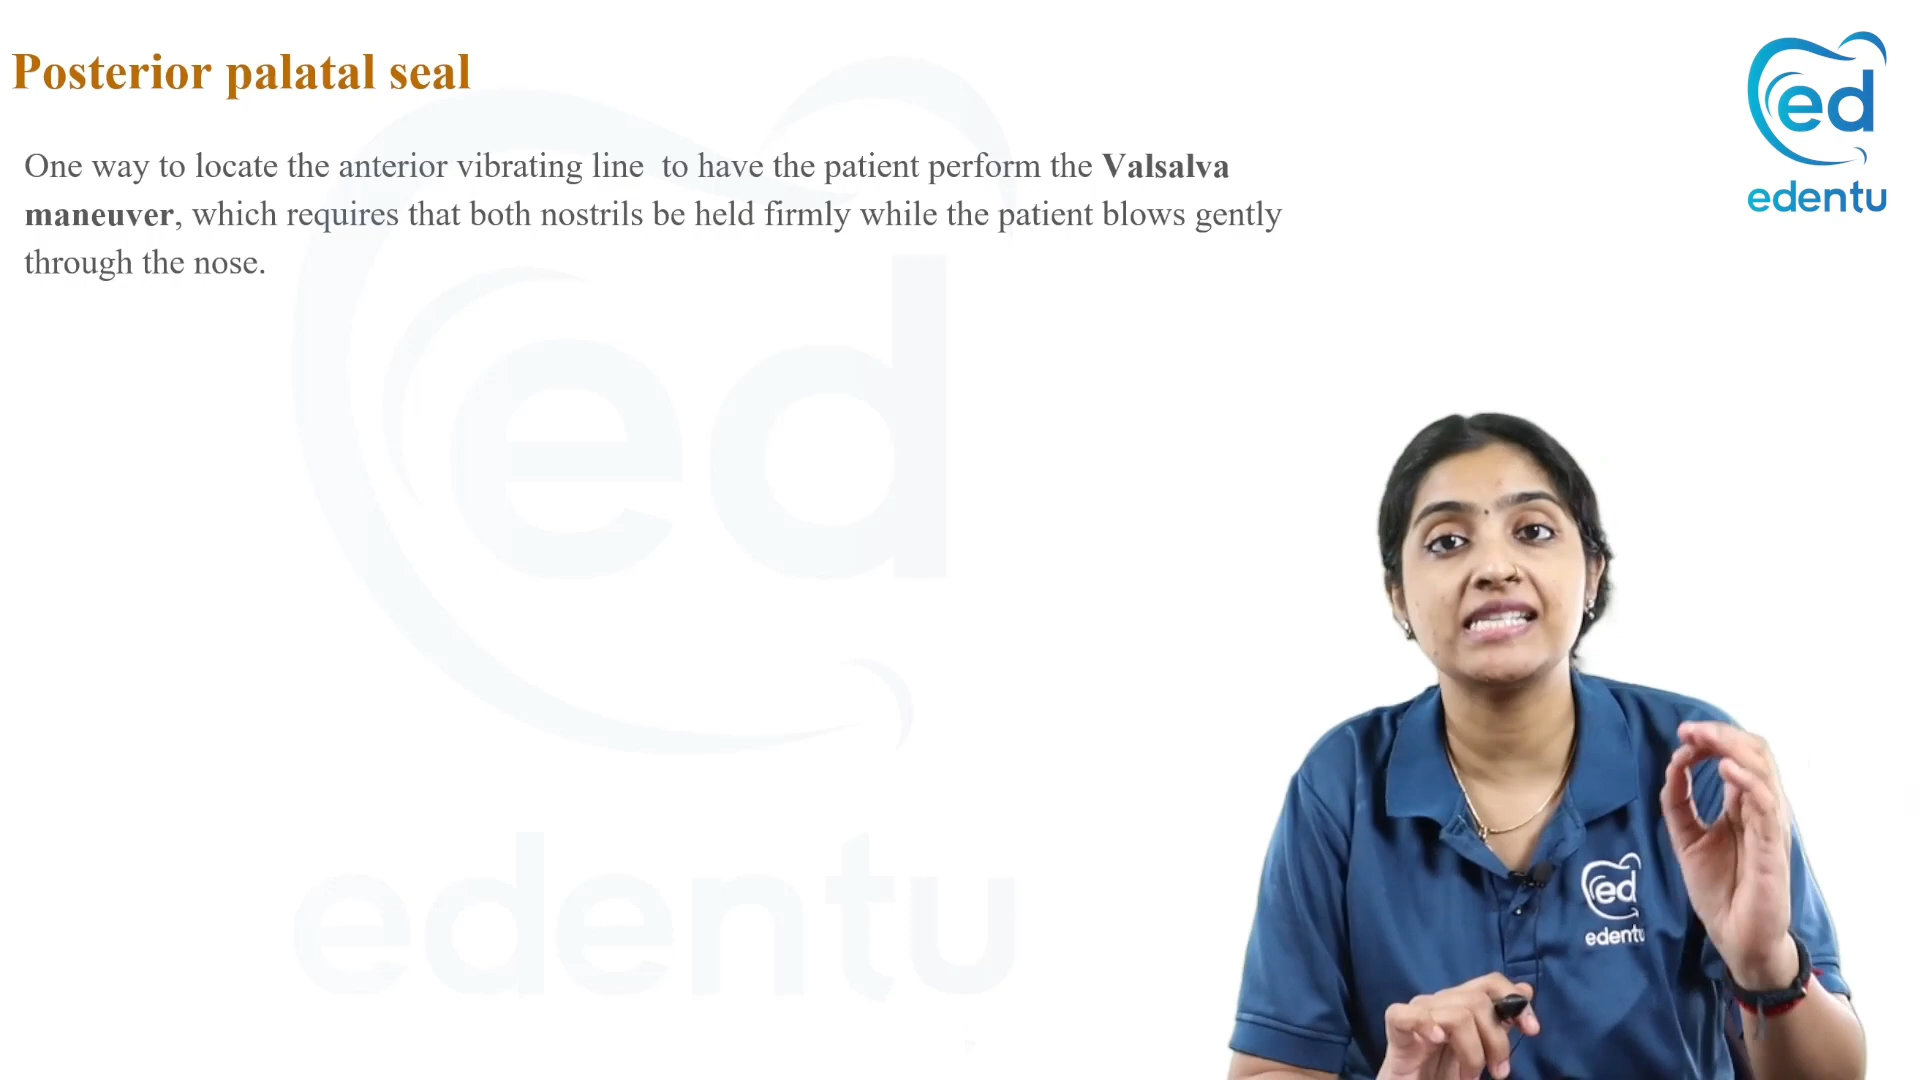 Posterior palatal seal
One way to locate the anterior vibrating line  to have the patient perform the Valsalva
maneuver, which requires that both nostrils be held firmly while the patient blows gently
through the nose.
ed
edentu
ed
edentu
ed
edentu